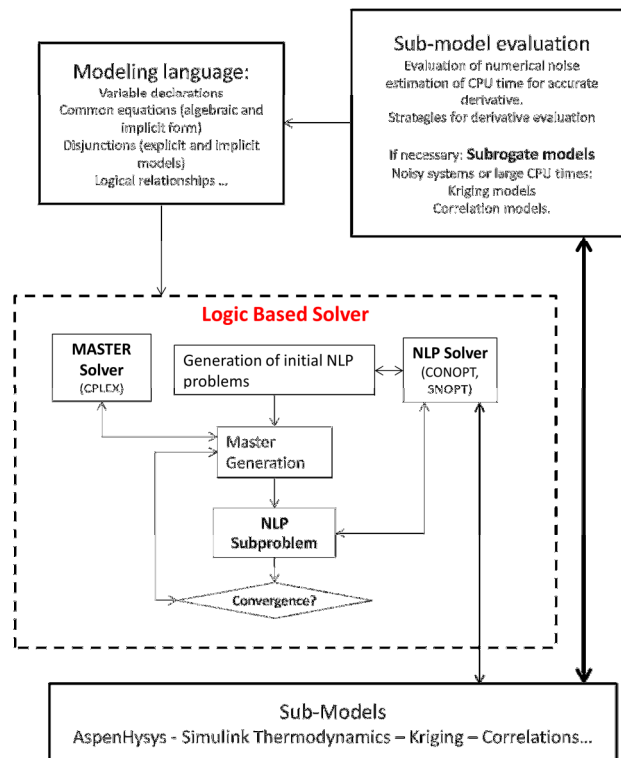 Modeling language:
Variable declarations
Common equations (algebraic and
implicit form)
Disjunctions (explicit and implicit
models)
Logical relationships ...
Sub-model evaluation
Evaluation of numerical noise
estimation of CPU time for accurate
derivative.
Strategies for derivative evaluation
If necessary: Subrogate models
Noisy systems or large CPU times:
Kriging models
Correlation models.
Logic Based Solver
MASTER
Solver
(CPLEX)
Generation of initial NLP
problems
NLP Solver
(CONOPT,
SNOPT)
Master
Generation
NLP
Subproblem
Convergence?
Sub-Models
AspenHysys - Simulink Thermodynamics – Kriging – Correlations...